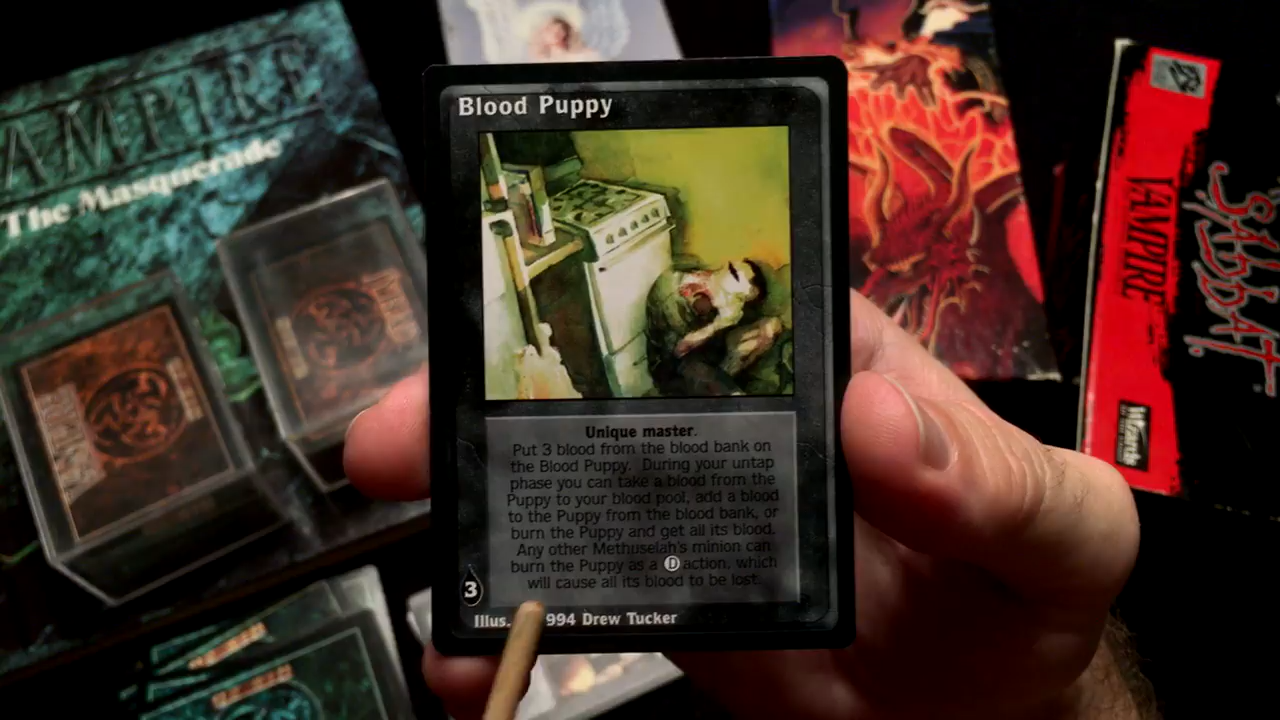 VAMPIRE
The Masquerade
Blood Puppy
Unique master.
Put 3 blood from the blood bank on
the Blood Puppy. During your untap
phase you can take a blood from the
Puppy to your blood pool, add a blood
to the Puppy from the blood bank, or
burn the Puppy and get all its blood.
Any other Methuselah's minion can
burn the Puppy as a D action, which
will cause all its blood to be lost.
3
Illus. 994 Drew Tucker
VAMPIRE
SAbbAT
Wizards